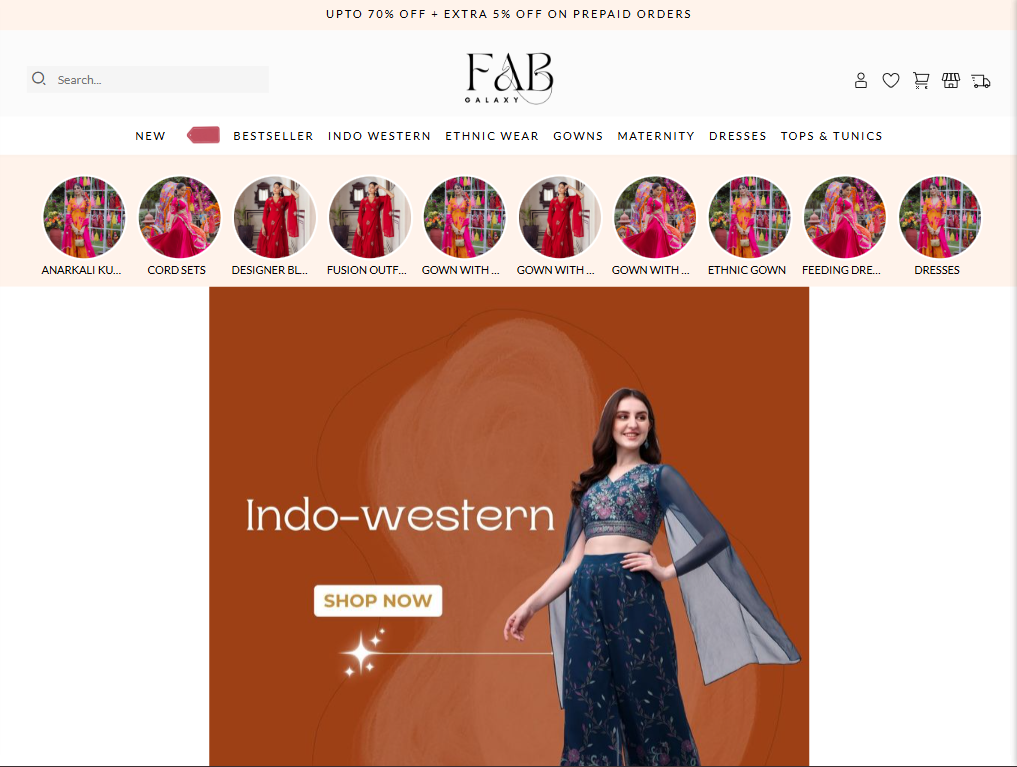 UPTO 70% OFF + EXTRA 5% OFF ON PREPAID ORDERS
Search...
FAB
GALAXY
NEW BESTSELLER INDO WESTERN ETHNIC WEAR GOWNS MATERNITY DRESSES TOPS & TUNICS
ANARKALI KU... CORD SETS DESIGNER BL... FUSION OUTF... GOWN WITH ... GOWN WITH ... GOWN WITH ... ETHNIC GOWN FEEDING DRE... DRESSES
Indo-western
SHOP NOW